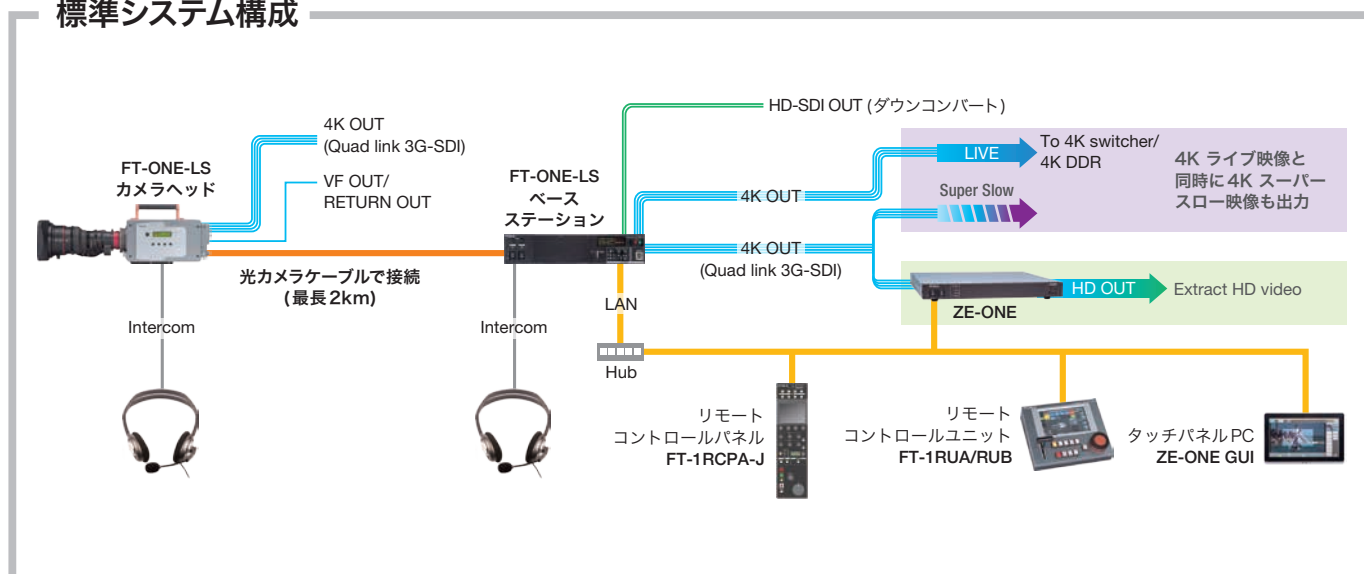 標準システム構成
4K OUT
(Quad link 3G-SDI)
VF OUT/
RETURN OUT
FT-ONE-LS
カメラヘッド
光カメラケーブルで接続
(最長2km)
Intercom
FT-ONE-LS
ベース
ステーション
Intercom
HD-SDI OUT (ダウンコンバート)
4K OUT
4K OUT
(Quad link 3G-SDI)
LIVE
To 4K switcher/
4K DDR
Super Slow
4K ライブ映像と
同時に4K スーパー
スロー映像も出力
HD OUT
Extract HD video
ZE-ONE
LAN
Hub
リモート
コントロールパネル
FT-1RCPA-J
リモート
コントロールユニット
FT-1RUA/RUB
タッチパネルPC
ZE-ONE GUI